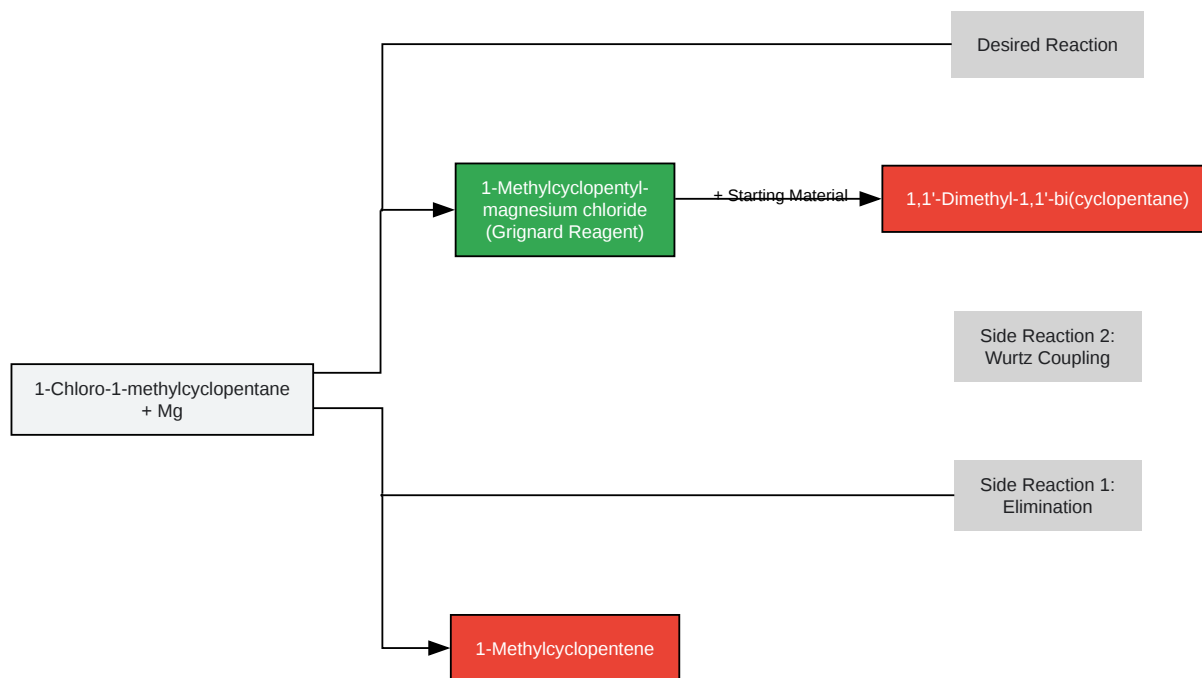 Desired Reaction
1-Methylcyclopentyl-
magnesium chloride
(Grignard Reagent)
+ Starting Material
1,1'-Dimethyl-1,1'-bi(cyclopentane)
Side Reaction 2:
Wurtz Coupling
1-Chloro-1-methylcyclopentane
+ Mg
Side Reaction 1:
Elimination
1-Methylcyclopentene